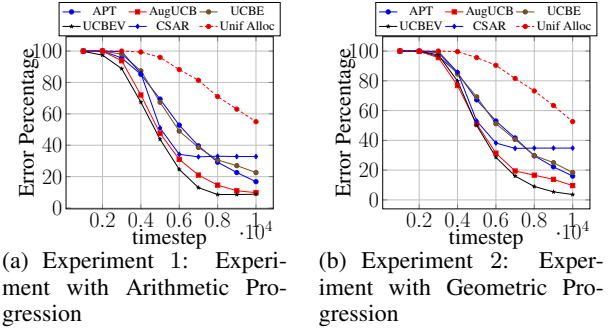 APT AugUCB UCBE
UCBEV CSAR Unif Alloc
Error Percentage
100
80
60
40
20
0
0.2 0.4 0.6 0.8 1
timestep
·10⁴
(a) Experiment 1: Experi-
ment with Arithmetic Pro-
gression
APT AugUCB UCBE
UCBEV CSAR Unif Alloc
Error Percentage
100
80
60
40
20
0
0.2 0.4 0.6 0.8 1
timestep
·10⁴
(b) Experiment 2: Exper-
iment with Geometric Pro-
gression